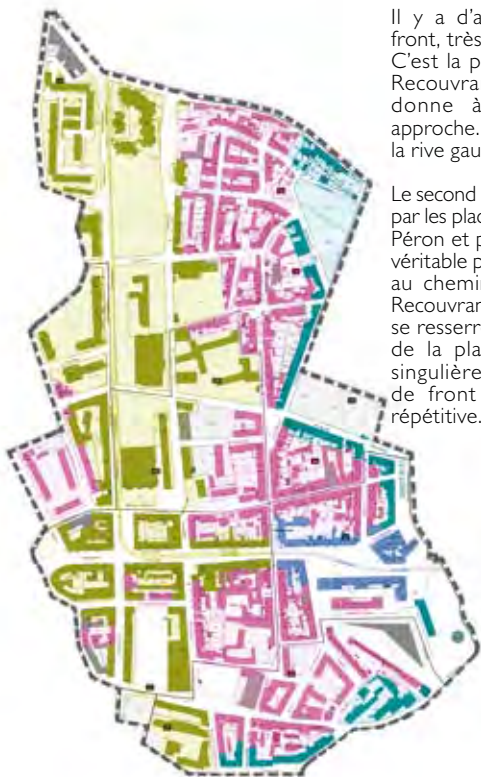 Il y a d'a
front, très
C'est la p
Recouvra
donne à
approche.
la rive gau
Le second
par les plac
Péron et p
véritable p
au chemin
Recouvran
se resserr
de la pla
singulière
de front
répétitive.